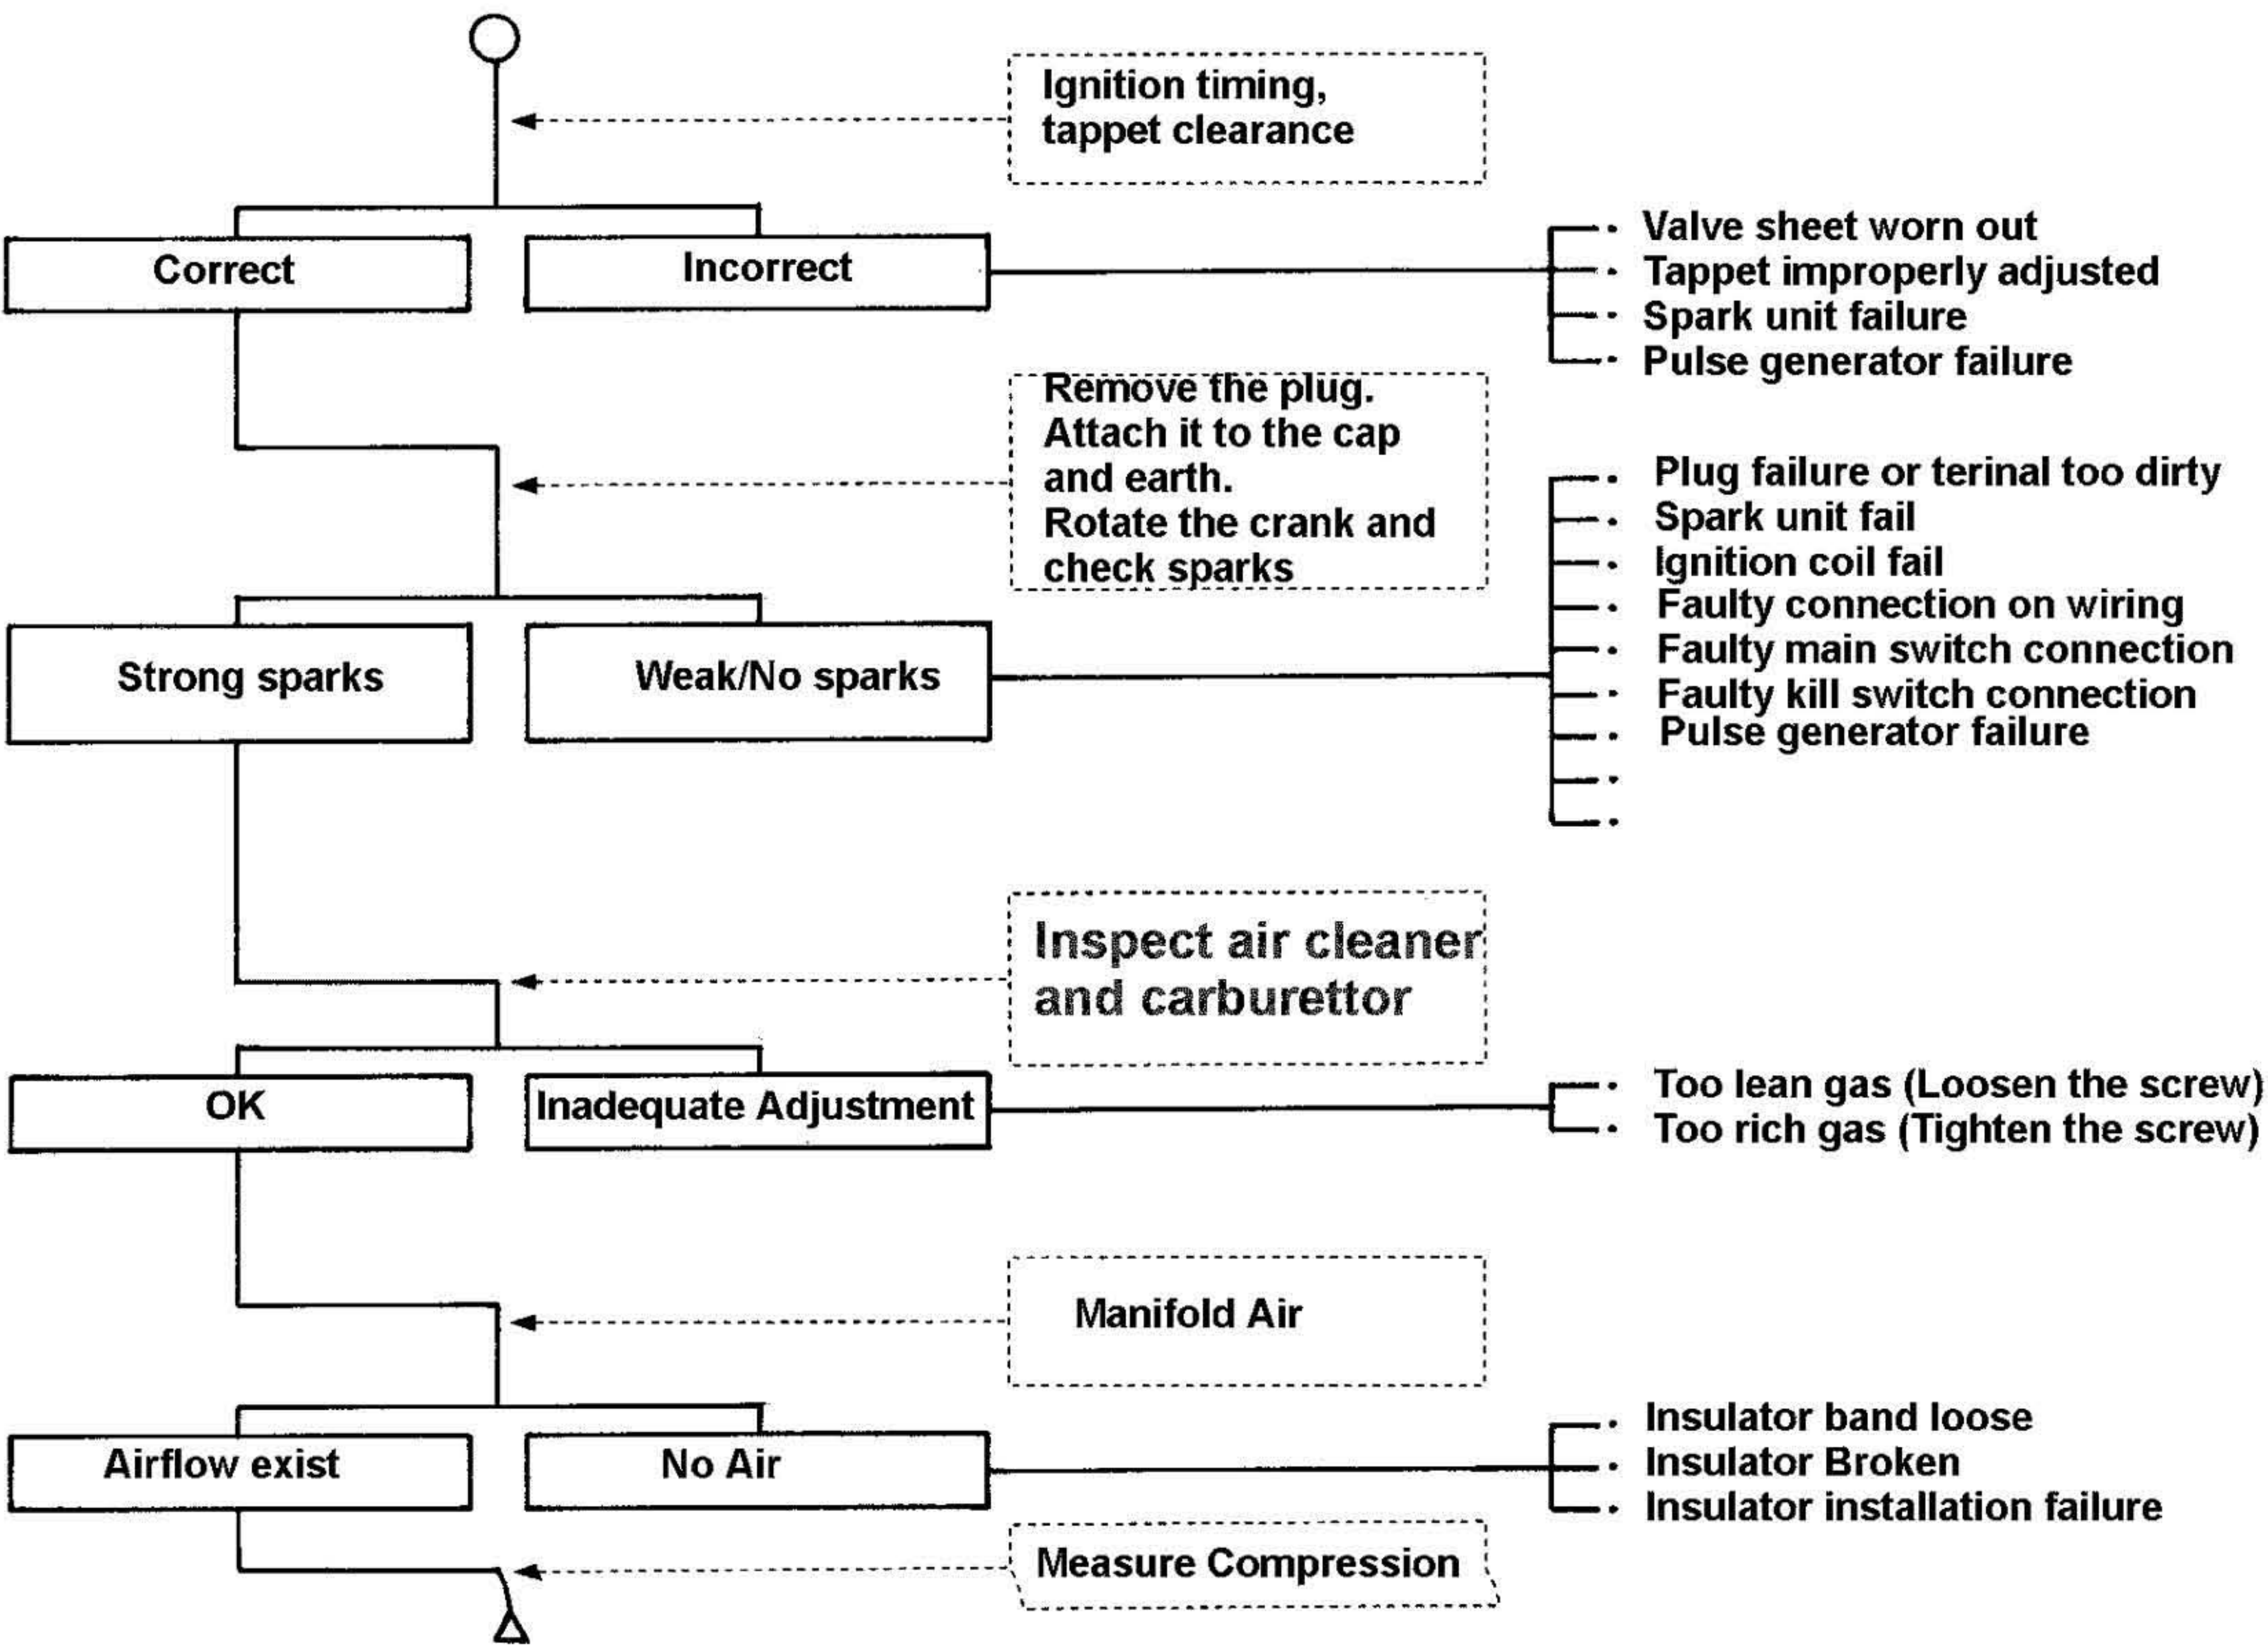 Ignition timing,
tappet clearance
Correct
Incorrect
Valve sheet worn out
Tappet improperly adjusted
Spark unit failure
Pulse generator failure
Remove the plug.
Attach it to the cap
and earth.
Rotate the crank and
check sparks
Strong sparks
Weak/No sparks
Plug failure or terinal too dirty
Spark unit fail
Ignition coil fail
Faulty connection on wiring
Faulty main switch connection
Faulty kill switch connection
Pulse generator failure
Inspect air cleaner
and carburettor
OK
Inadequate Adjustment
Too lean gas (Loosen the screw)
Too rich gas (Tighten the screw)
Manifold Air
Airflow exist
No Air
Insulator band loose
Insulator Broken
Insulator installation failure
Measure Compression